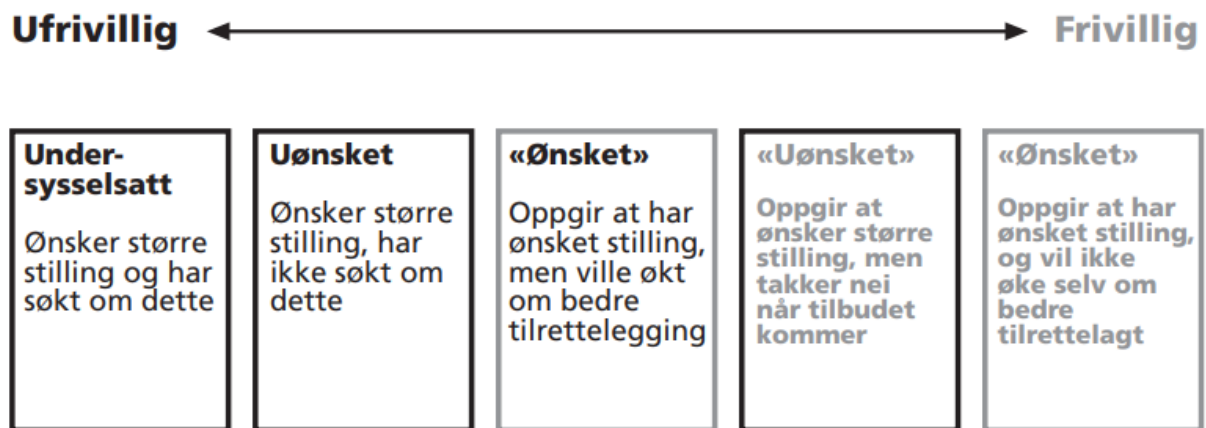 Ufrivillig
Frivillig
Under-
sysselsatt
Ønsker større
stilling og har
søkt om dette
Uønsket
Ønsker større
stilling, har
ikke søkt om
dette
«Ønsket»
Oppgir at har
ønsket stilling,
men ville økt
om bedre
tilrettelegging
«Uønsket»
Oppgir at
ønsker større
stilling, men
takker nei
når tilbudet
kommer
«Ønsket»
Oppgir at har
ønsket stilling,
og vil ikke
øke selv om
bedre
tilrettelagt